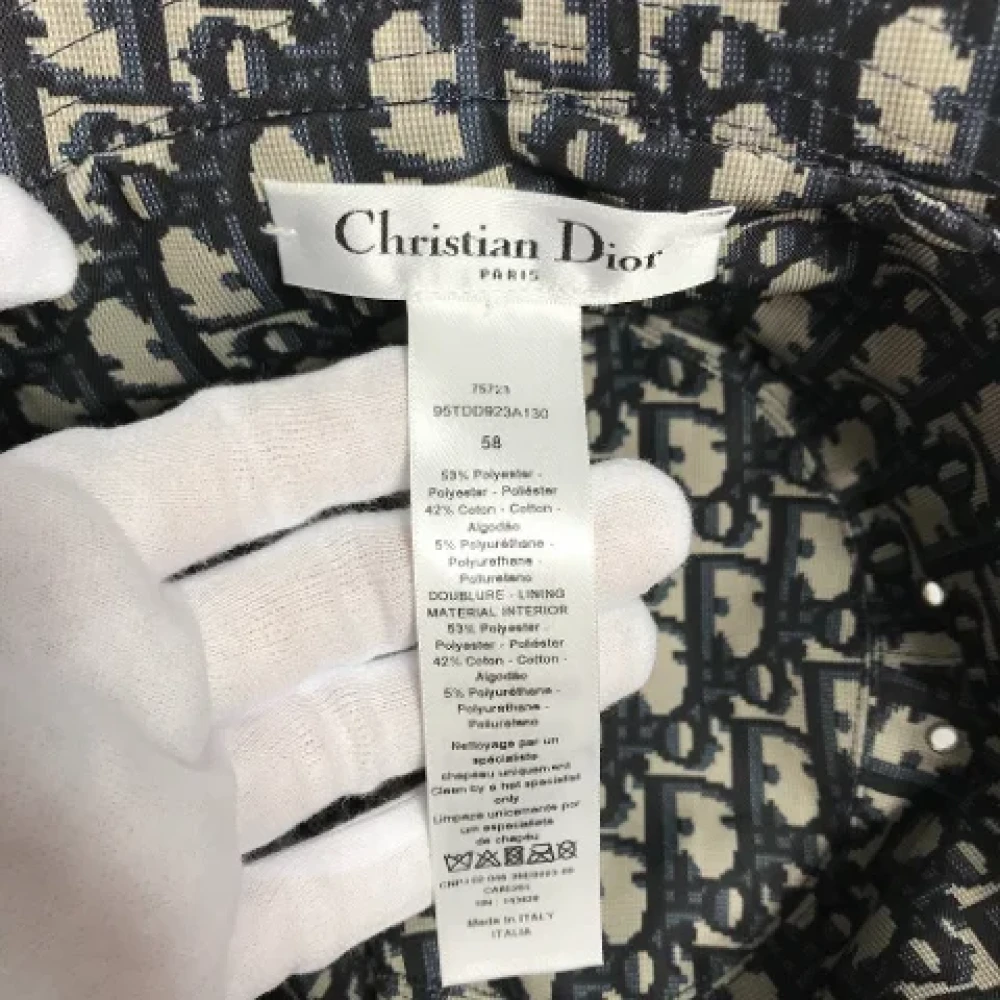 Christian Dior
PARIS
75723
95TDD923A130
58
53% Polyester -
Polyester - Poliéster
42% Coton - Cotton -
Algodão
5% Polyuréthane -
Polyurethane -
Poliuretano
DOUBLURE - LINING
MATERIAL INTERIOR
53% Polyester -
Polyester - Poliéster
42% Coton - Cotton -
Algodão
5% Polyuréthane -
Polyurethane -
Poliuretano
Nettoyage par un
spécialiste
chapeau uniquement
Clean by a hat specialist
only
Limpeza unicamente por
um especialista
de chapéu
Made in ITALY
ITALIA